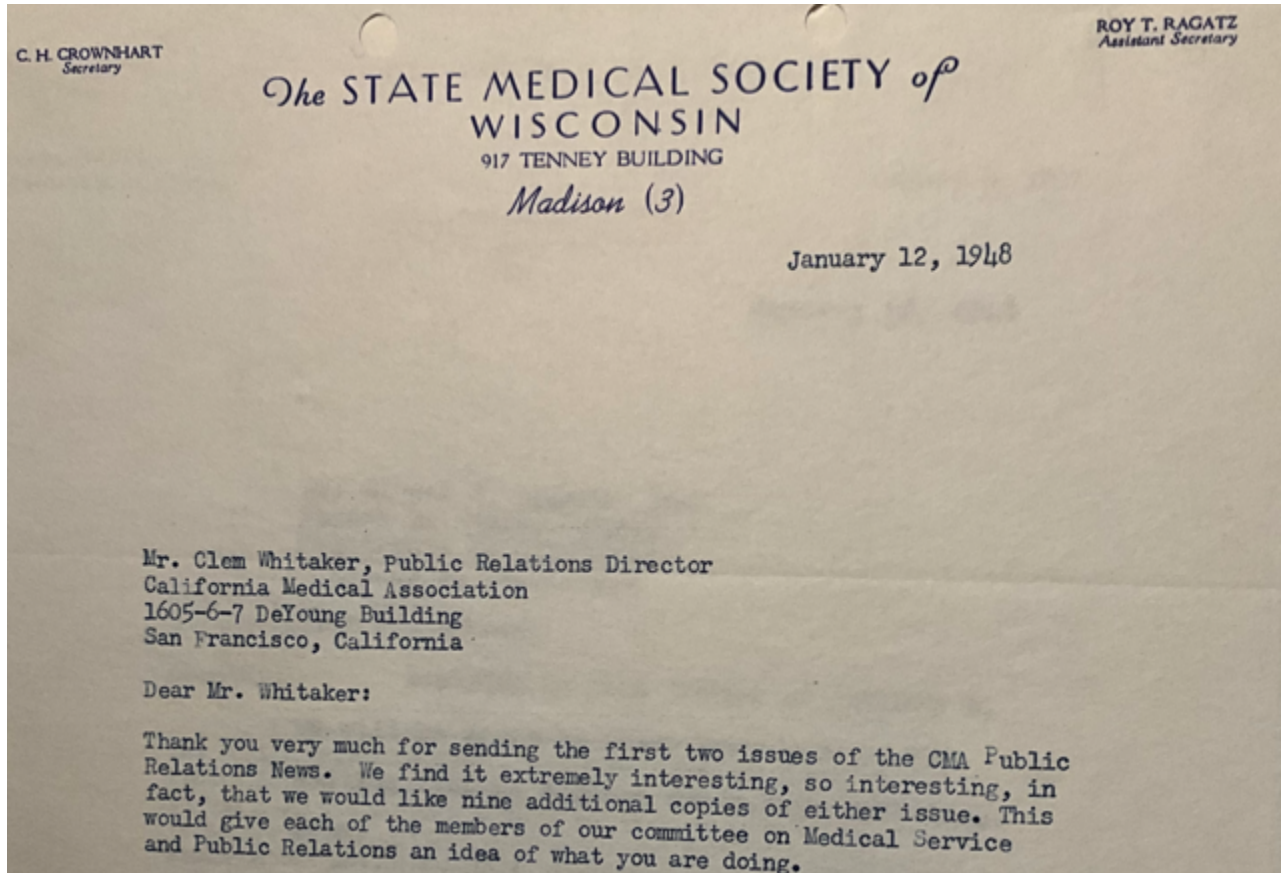 C. H. CROWNHART
Secretary
ROY T. RAGATZ
Assistant Secretary
The STATE MEDICAL SOCIETY of
WISCONSIN
917 TENNEY BUILDING
Madison (3)
January 12, 1948
Mr. Clem Whitaker, Public Relations Director
California Medical Association
1605-6-7 DeYoung Building
San Francisco, California
Dear Mr. Whitaker:
Thank you very much for sending the first two issues of the CMA Public
Relations News. We find it extremely interesting, so interesting, in
fact, that we would like nine additional copies of either issue. This
would give each of the members of our committee on Medical Service
and Public Relations an idea of what you are doing.